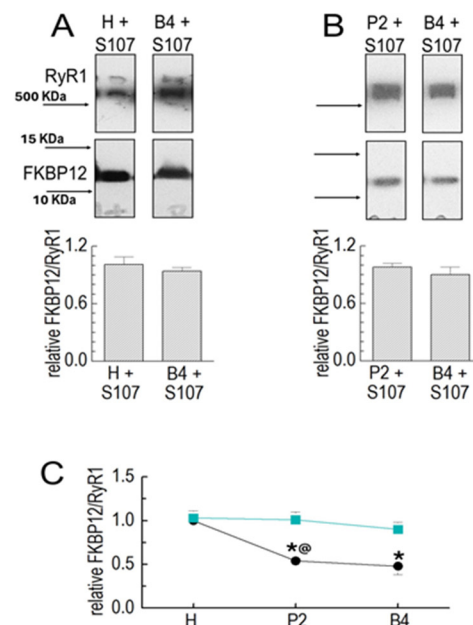 A
H +
S107
B4 +
S107
RyR1
500 KDa
15 KDa
FKBP12
10 KDa
relative FKBP12/RyR1
1.2
0.6
0.0
H +
S107
B4 +
S107
B
P2 +
S107
B4 +
S107
relative FKBP12/RyR1
1.2
0.6
0.0
P2 +
S107
B4 +
S107
C
relative FKBP12/RyR1
1.5
1.0
0.5
0.0
*@
*
H
P2
B4